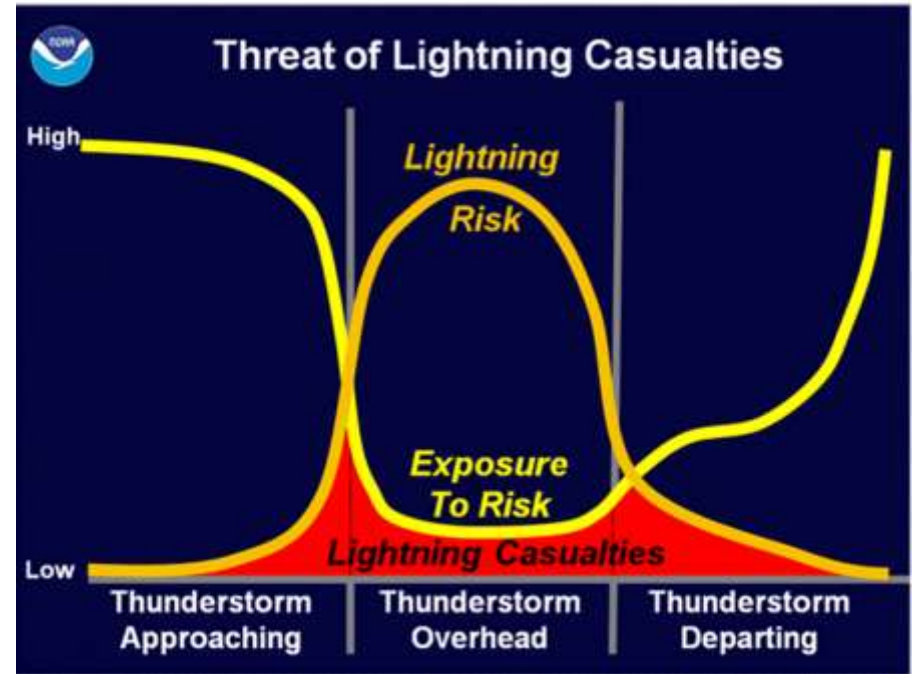 NOAA
Threat of Lightning Casualties
High
Lightning
Risk
Exposure
To Risk
Lightning Casualties
Low
Thunderstorm
Approaching
Thunderstorm
Overhead
Thunderstorm
Departing